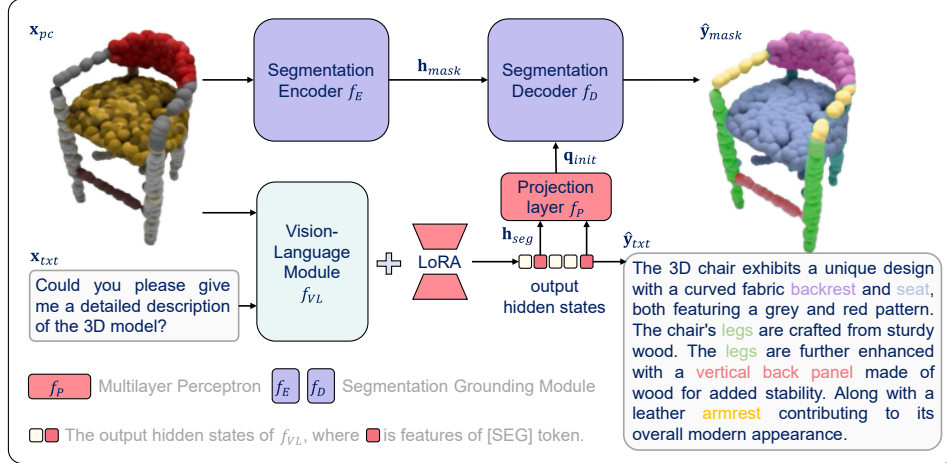 x_pc
Segmentation
Encoder f_E
h_mask
Segmentation
Decoder f_D
ŷ_mask
q_init
Projection
layer f_P
h_seg
ŷ_txt
Vision-
Language
Module
f_VL
LoRA
output
hidden states
x_txt
Could you please give
me a detailed description
of the 3D model?
The 3D chair exhibits a unique design
with a curved fabric backrest and seat,
both featuring a grey and red pattern.
The chair's legs are crafted from sturdy
wood. The legs are further enhanced
with a vertical back panel made of
wood for added stability. Along with a
leather armrest contributing to its
overall modern appearance.
f_P Multilayer Perceptron f_E f_D Segmentation Grounding Module
The output hidden states of f_VL, where is features of [SEG] token.